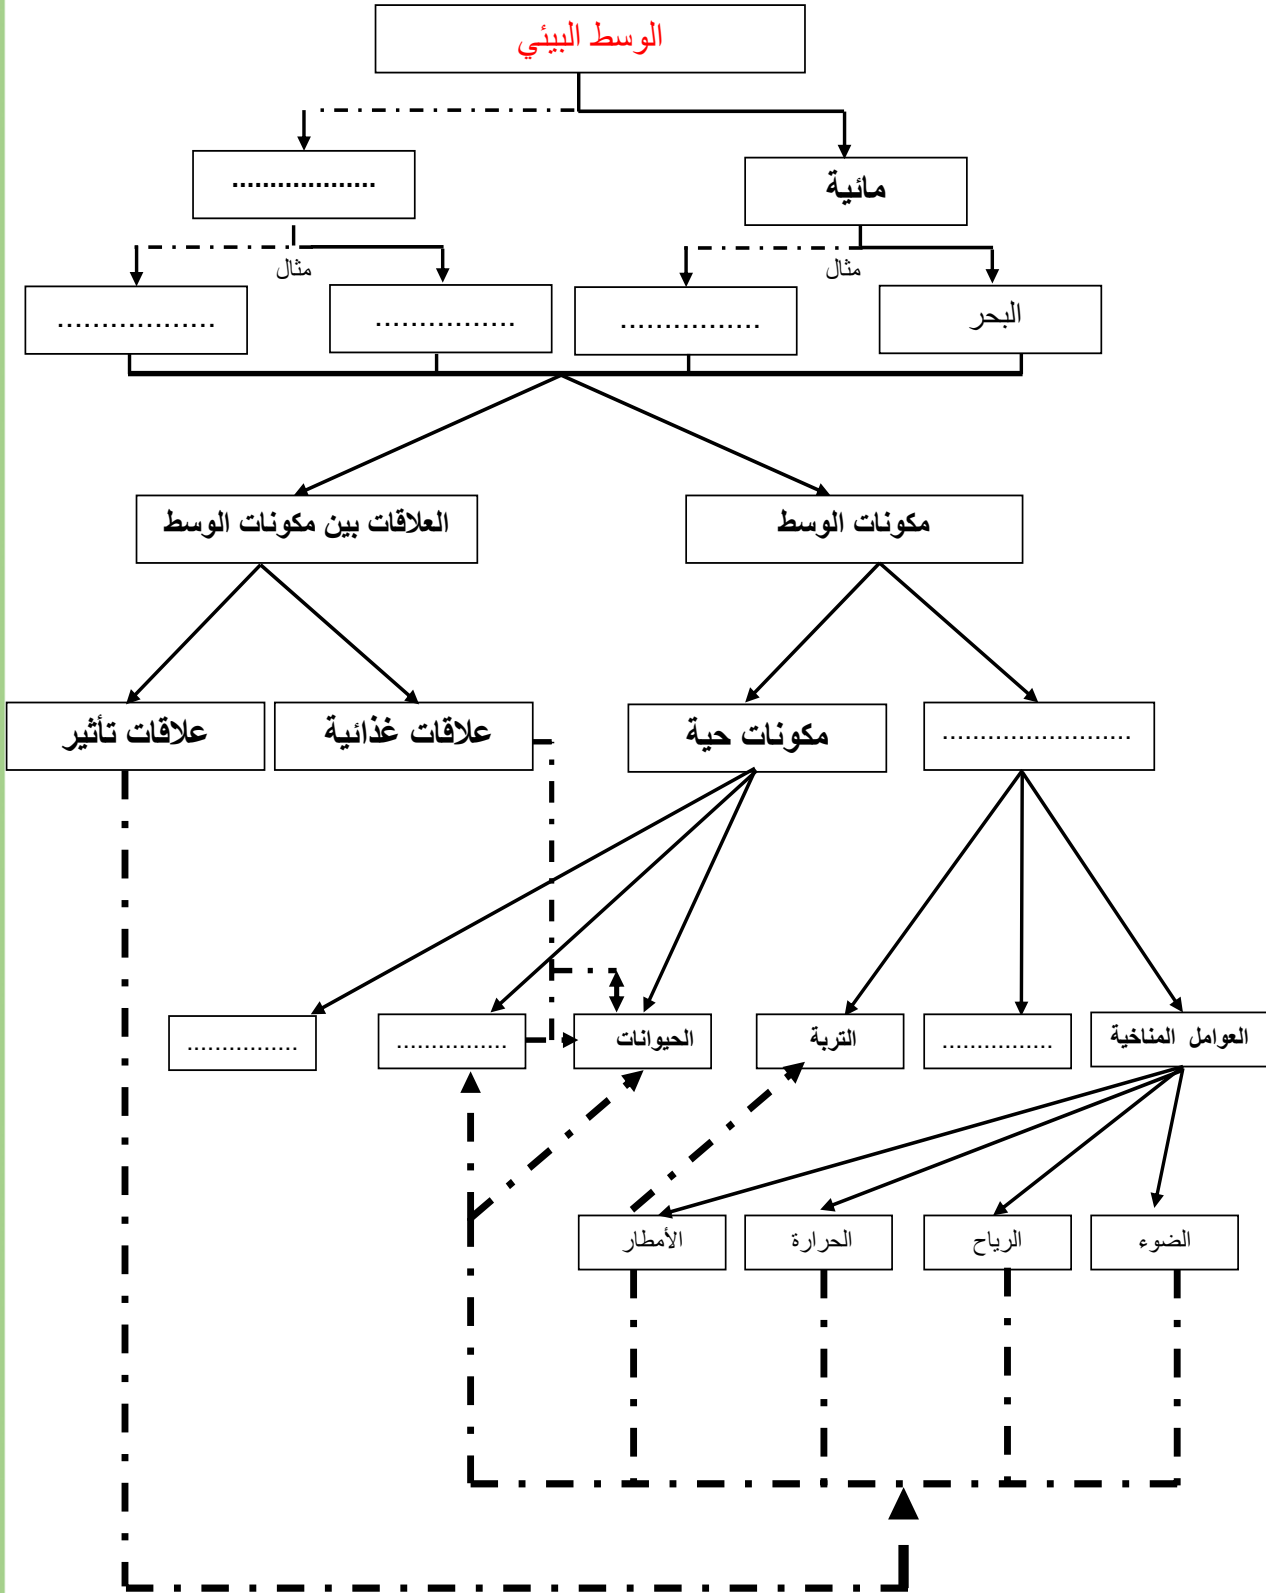 الوسط البيئي
مائية
...................
مثال
مثال
البحر
................
................
..................
مكونات الوسط
العلاقات بين مكونات الوسط
.........................
مكونات حية
علاقات غذائية
علاقات تأثير
العوامل المناخية
................
التربة
الحيوانات
................
................
الضوء
الرياح
الحرارة
الأمطار